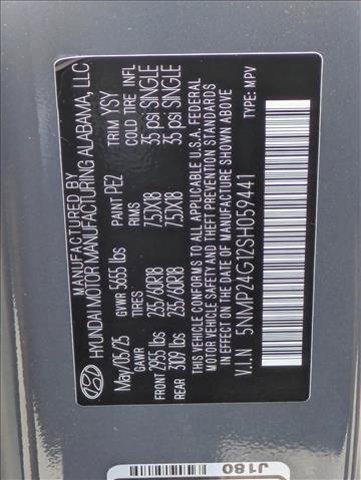 MANUFACTURED BY
HYUNDAI MOTOR MANUFACTURING ALABAMA, LLC
May/05/25 GVWR 5655 lbs PAINT PE2 TRIM YSY
GAWR TIRES COLD TIRE INFL
FRONT 2955 lbs 235/60R18 7.5JX18 35 psi SINGLE
REAR 3109 lbs 235/60R18 7.5JX18 35 psi SINGLE
THIS VEHICLE CONFORMS TO ALL APPLICABLE U.S.A. FEDERAL
MOTOR VEHICLE SAFETY, BUMPER, AND THEFT PREVENTION STANDARDS
IN EFFECT ON THE DATE OF MANUFACTURE SHOWN ABOVE
V.I.N 5NMP24G12SH059441 TYPE: MPV
J180